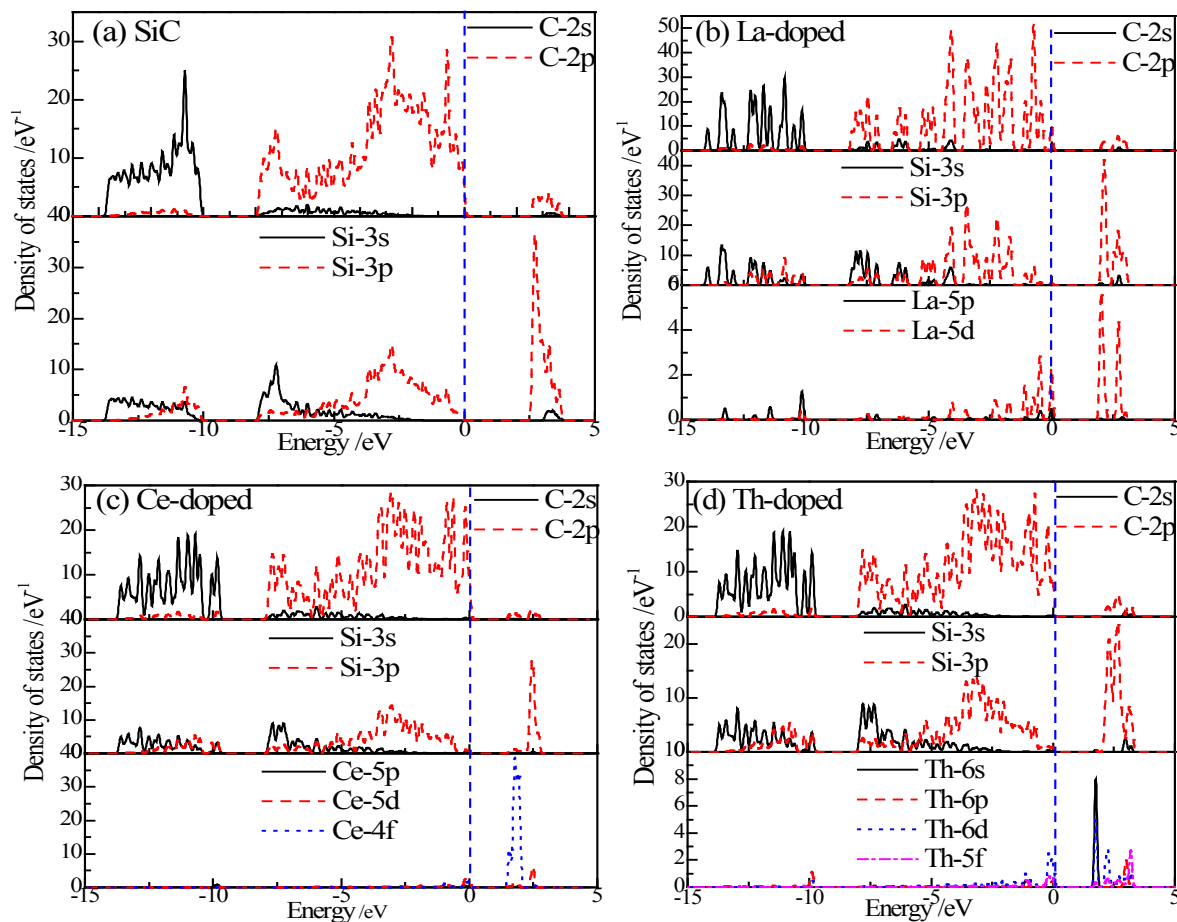 (a) SiC
C-2s
C-2p
30
20
10
40
Density of states /eV⁻¹
Si-3s
Si-3p
30
20
10
0
-15
-10
-5
0
5
Energy /eV
(b) La-doped
C-2s
C-2p
50
40
30
20
10
40
Density of states /eV⁻¹
Si-3s
Si-3p
30
20
10
La-5p
La-5d
4
2
0
-15
-10
-5
0
5
Energy /eV
(c) Ce-doped
C-2s
C-2p
30
20
10
40
Density of states /eV⁻¹
Si-3s
Si-3p
30
20
10
40
Ce-5p
Ce-5d
Ce-4f
30
20
10
0
-15
-10
-5
0
5
Energy /eV
(d) Th-doped
C-2s
C-2p
30
20
10
0
Density of states /eV⁻¹
Si-3s
Si-3p
20
10
10
Th-6s
Th-6p
Th-6d
Th-5f
8
6
4
2
0
-15
-10
-5
0
5
Energy /eV